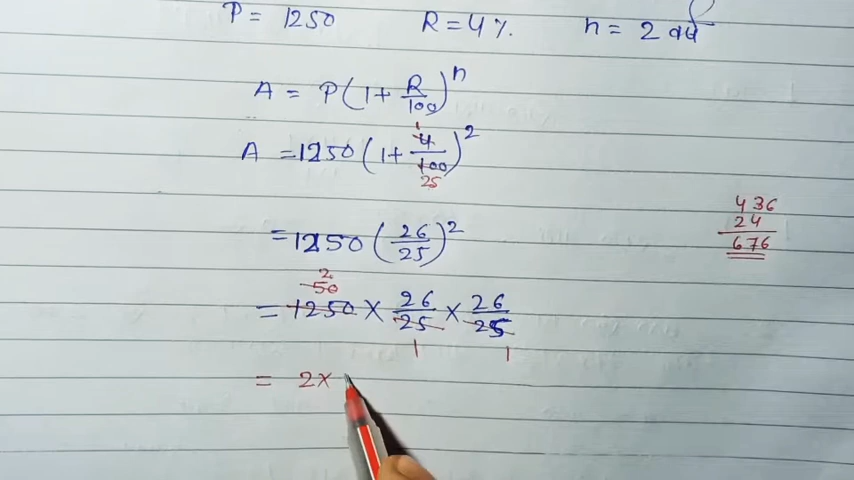 P = 1250 R = 4 %. n = 2 वर्ष
A = P(1 + R/100)^n
A = 1250 (1 + 4/100)^2
1
25
= 1250 (26/25)^2
436
24
676
2
50
= 1250 × 26/25 × 26/25
1 1
= 2 ×